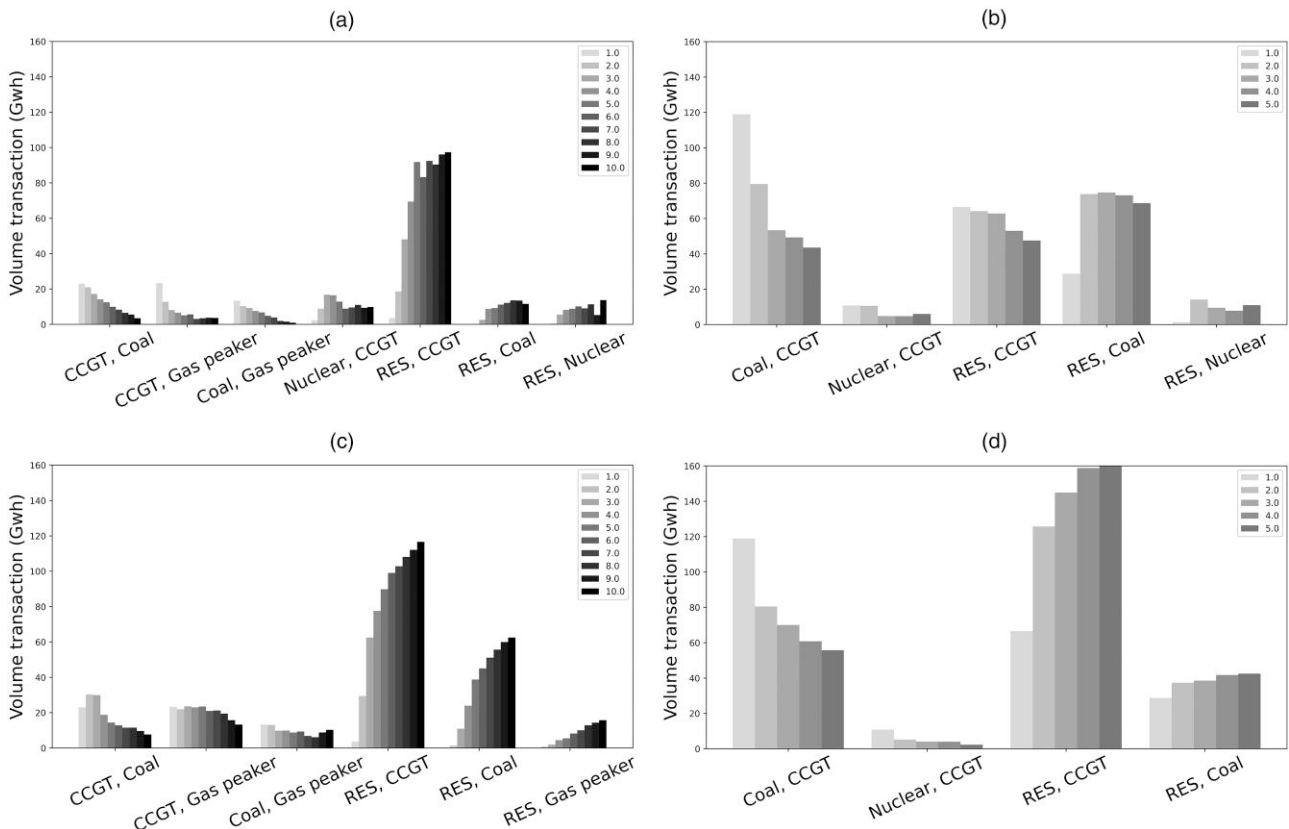 (a)
160
140
120
100
80
60
40
20
0
Volume transaction (Gwh)
1.0
2.0
3.0
4.0
5.0
6.0
7.0
8.0
9.0
10.0
CCGT, Coal
CCGT, Gas peaker
Coal, Gas peaker
Nuclear, CCGT
RES, CCGT
RES, Coal
RES, Nuclear
(b)
160
140
120
100
80
60
40
20
0
Volume transaction (Gwh)
1.0
2.0
3.0
4.0
5.0
Coal, CCGT
Nuclear, CCGT
RES, CCGT
RES, Coal
RES, Nuclear
(c)
160
140
120
100
80
60
40
20
0
Volume transaction (Gwh)
1.0
2.0
3.0
4.0
5.0
6.0
7.0
8.0
9.0
10.0
CCGT, Coal
CCGT, Gas peaker
Coal, Gas peaker
RES, CCGT
RES, Coal
RES, Gas peaker
(d)
160
140
120
100
80
60
40
20
0
Volume transaction (Gwh)
1.0
2.0
3.0
4.0
5.0
Coal, CCGT
Nuclear, CCGT
RES, CCGT
RES, Coal